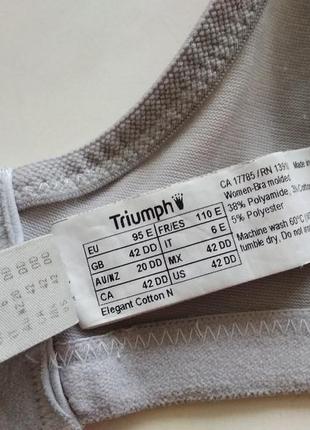 Triumph
EU 95 E FR/ES 110 E
GB 42 DD IT 6 E
AU/NZ 20 DD MX 42 DD
CA 42 DD US 42 DD
Elegant Cotton N
CA 17785 / RN
Women-Bra molded
38% Polyamide,
5% Polyester
Machine wash 60°C
tumble dry, Do not